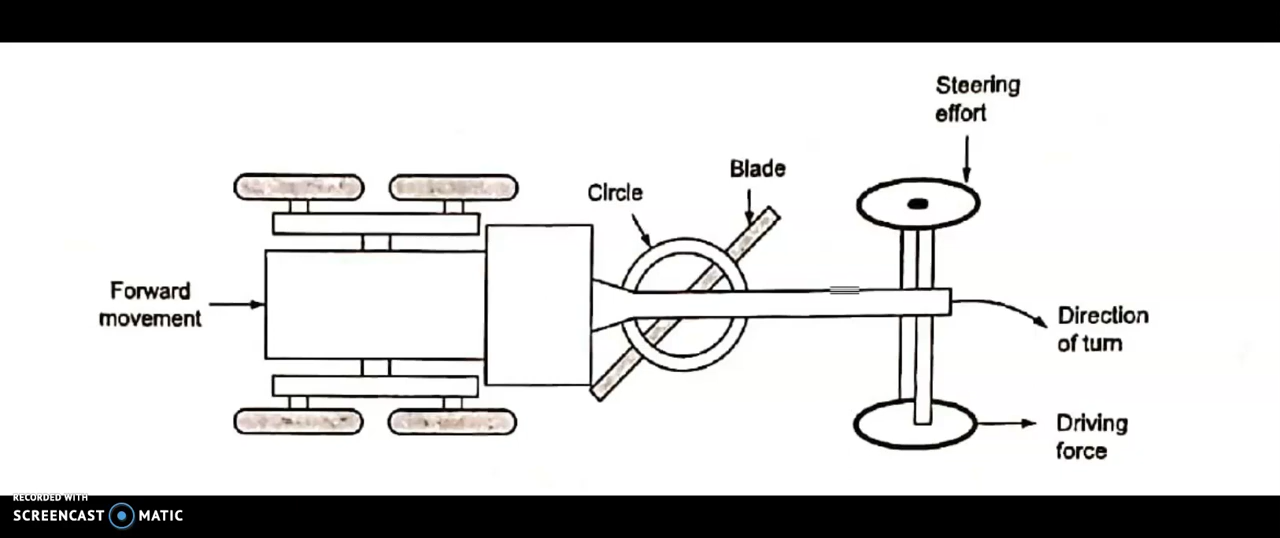 Steering
effort
Blade
Circle
Forward
movement
Direction
of turn
Driving
force
RECORDED WITH
SCREENCAST MATIC